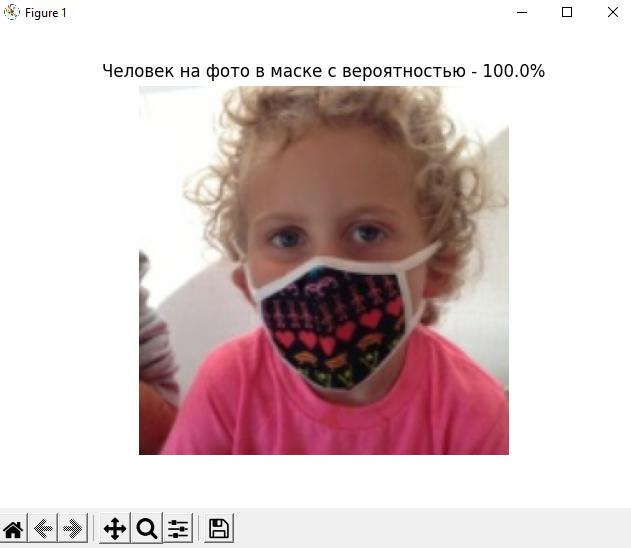 Figure 1
Человек на фото в маске с вероятностью - 100.0%